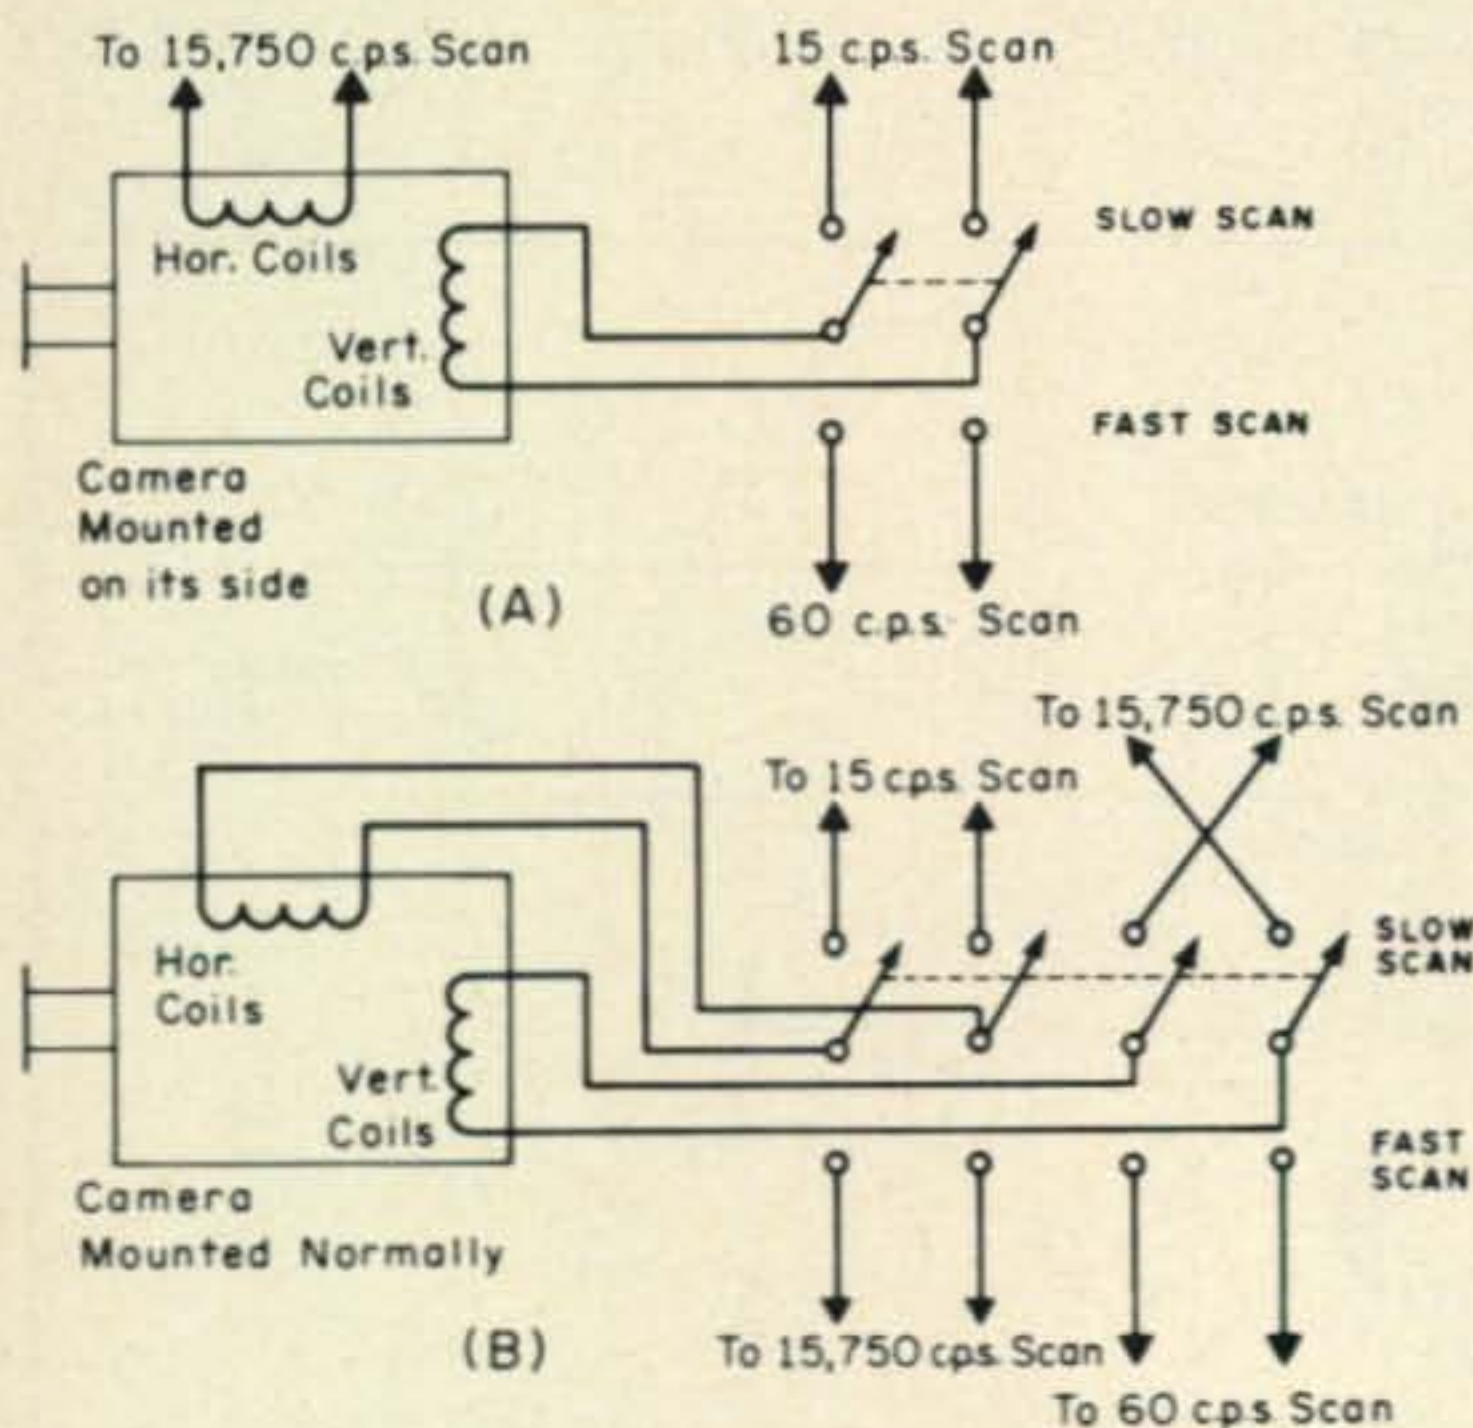 To 15,750 c.p.s. Scan
15 c.p.s. Scan
Hor. Coils
Vert.
Coils
SLOW SCAN
FAST SCAN
Camera
Mounted
on its side
(A)
60 c.p.s. Scan
To 15,750 c.p.s. Scan
To 15 c.p.s. Scan
Hor.
Coils
Vert.
Coils
SLOW
SCAN
FAST
SCAN
Camera
Mounted Normally
(B)
To 15,750 c.p.s. Scan
To 60 c.p.s. Scan